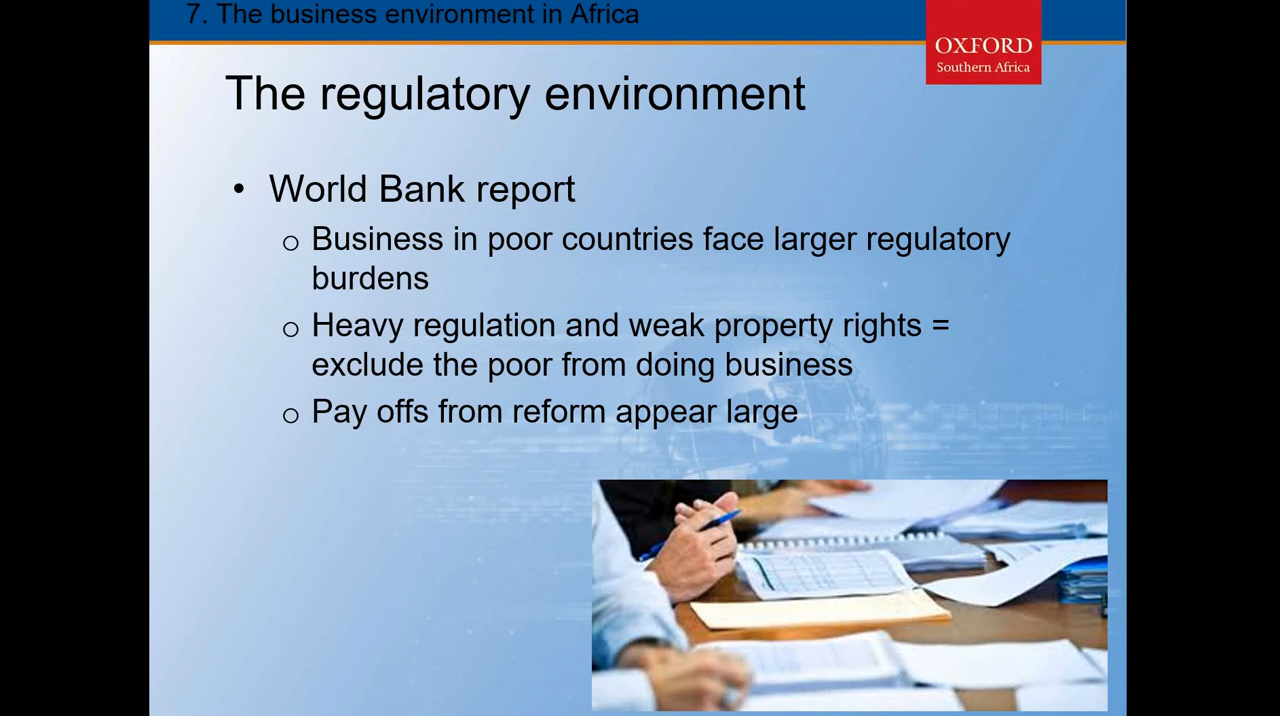 7. The business environment in Africa
OXFORD
Southern Africa
The regulatory environment
• World Bank report
o Business in poor countries face larger regulatory
burdens
o Heavy regulation and weak property rights =
exclude the poor from doing business
o Pay offs from reform appear large